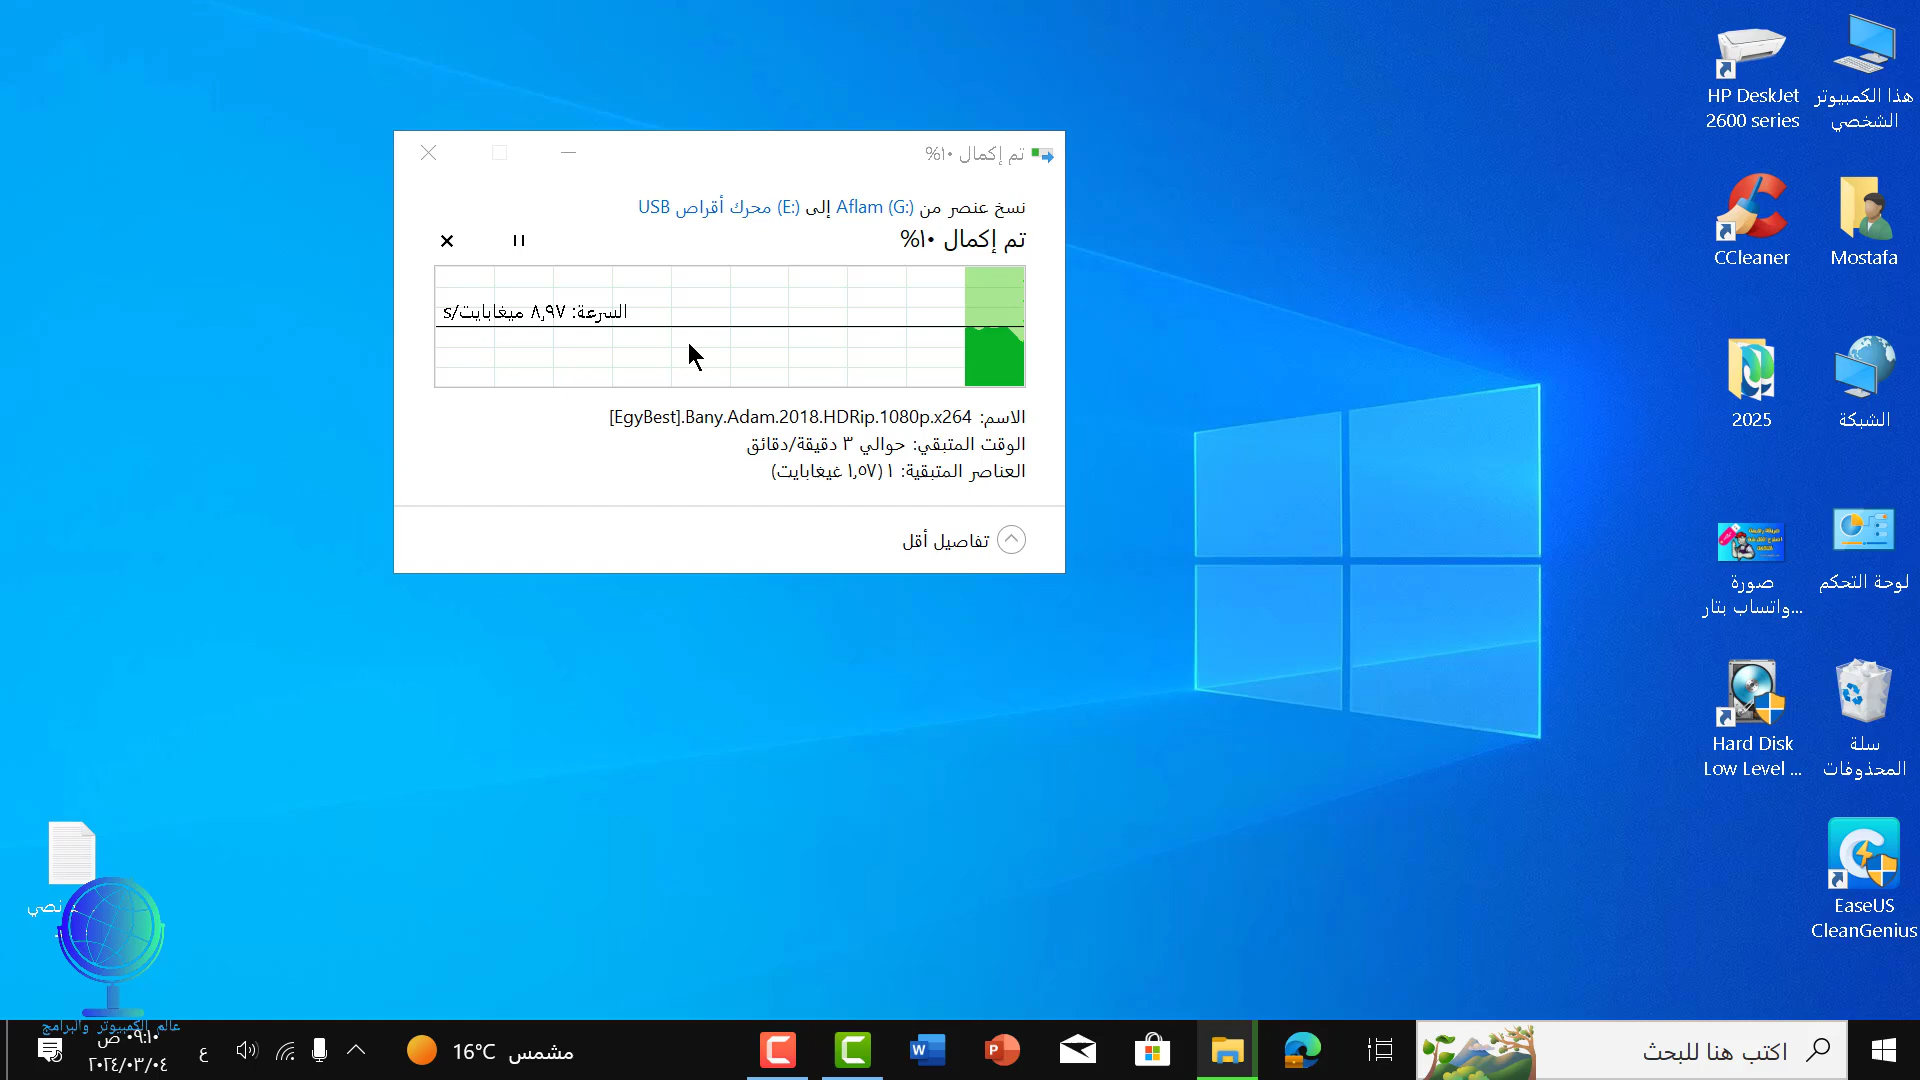 تم إكمال ١٠%
نسخ عنصر من Aflam (G:) إلى (E:) محرك أقراص USB
تم إكمال ١٠%
السرعة: ٨,٩٧ ميغابايت/s
الاسم: [EgyBest].Bany.Adam.2018.HDRip.1080p.x264
الوقت المتبقي: حوالي ٣ دقيقة/دقائق
العناصر المتبقية: ١ (١,٥٧ غيغابايت)
تفاصيل أقل
هذا الكمبيوتر
الشخصي
HP DeskJet
2600 series
Mostafa
CCleaner
الشبكة
2025
لوحة التحكم
صورة
واتساب بتار...
سلة
المحذوفات
Hard Disk
Low Level ...
EaseUS
CleanGenius
نصي
عالم الكمبيوتر والبرامج
اكتب هنا للبحث
16°C مشمس
ع
٠٩:١٠ ص
٢٠٢٤/٠٣/٠٤